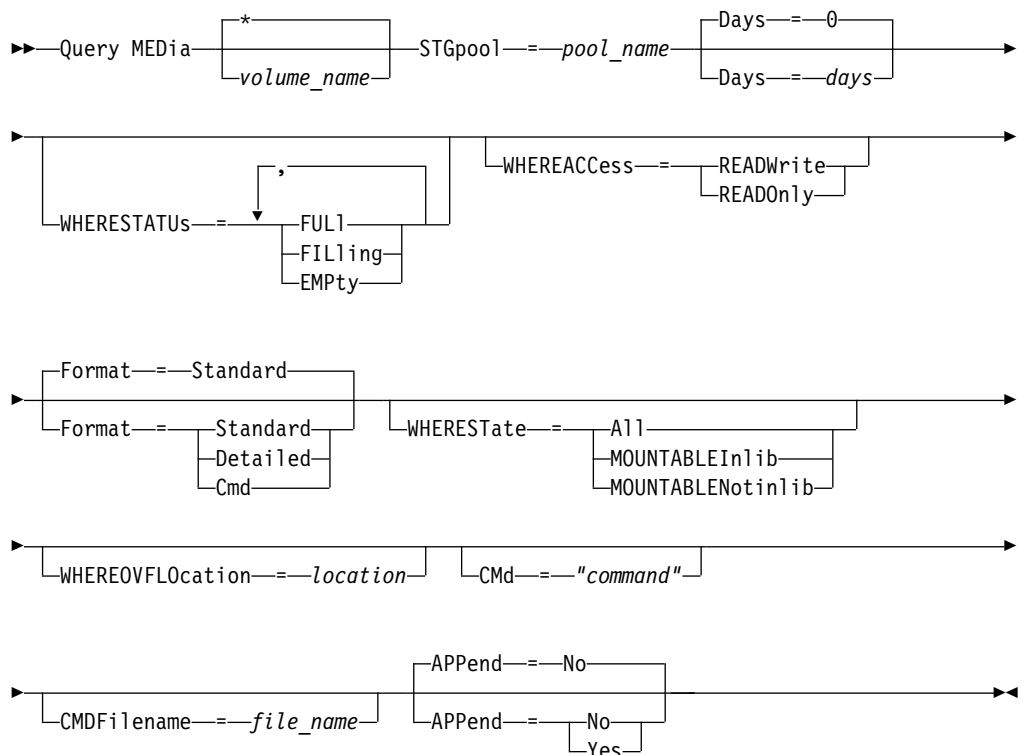 *
Query MEDia STGpool = pool_name
volume_name
Days = 0
Days = days
WHERESTATUs =
,
FULl
FILling
EMPty
WHEREACCess = READWrite
READOnly
Format = Standard
Format = Standard
Detailed
Cmd
WHERESTate = All
MOUNTABLEInlib
MOUNTABLENotinlib
WHEREOVFLOcation = location
CMd = "command"
CMDFilename = file_name
APPend = No
APPend = No
Yes